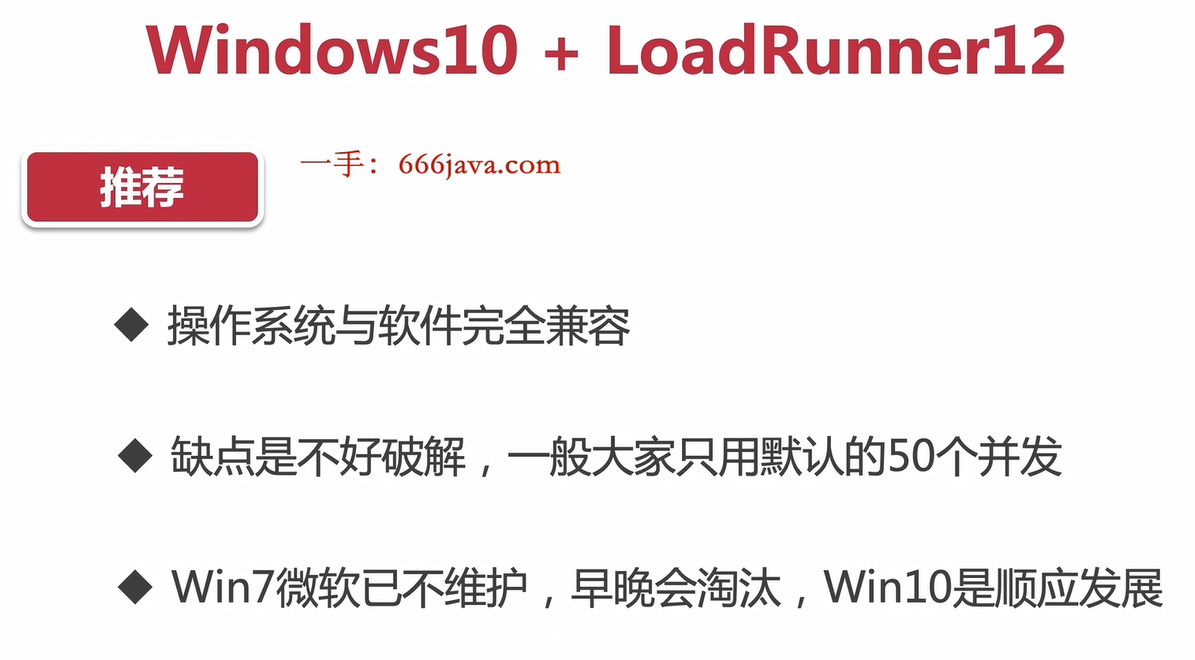 Windows10 + LoadRunner12
推荐
一手：666java.com
操作系统与软件完全兼容
缺点是不好破解，一般大家只用默认的50个并发
Win7微软已不维护，早晚会淘汰，Win10是顺应发展